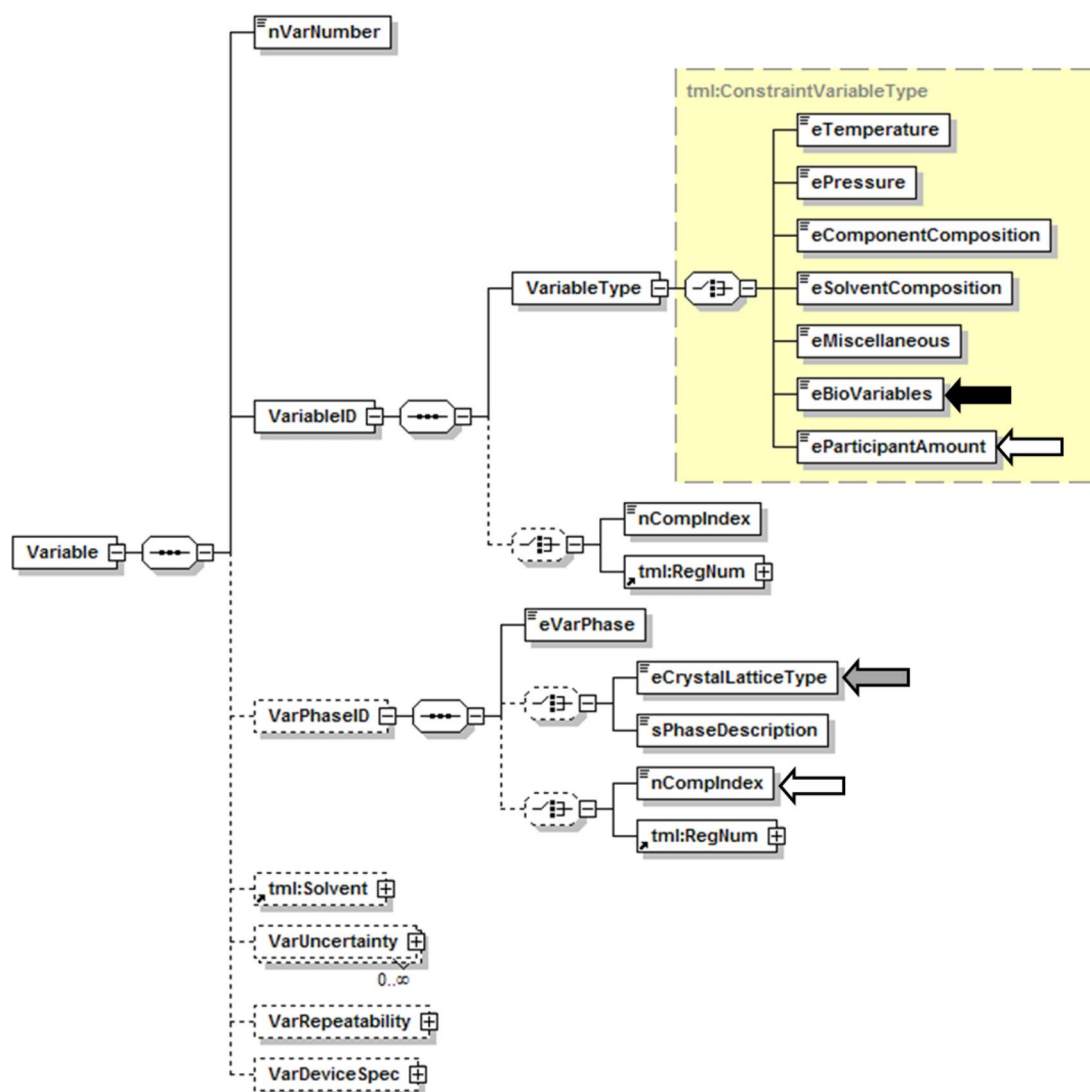 nVarNumber
tml:ConstraintVariableType
eTemperature
ePressure
eComponentComposition
eSolventComposition
VariableType
eMiscellaneous
eBioVariables
VariableID
eParticipantAmount
nCompIndex
Variable
tml:RegNum
eVarPhase
eCrystalLatticeType
VarPhaseID
sPhaseDescription
nCompIndex
tml:RegNum
tml:Solvent
VarUncertainty
0..∞
VarRepeatability
VarDeviceSpec